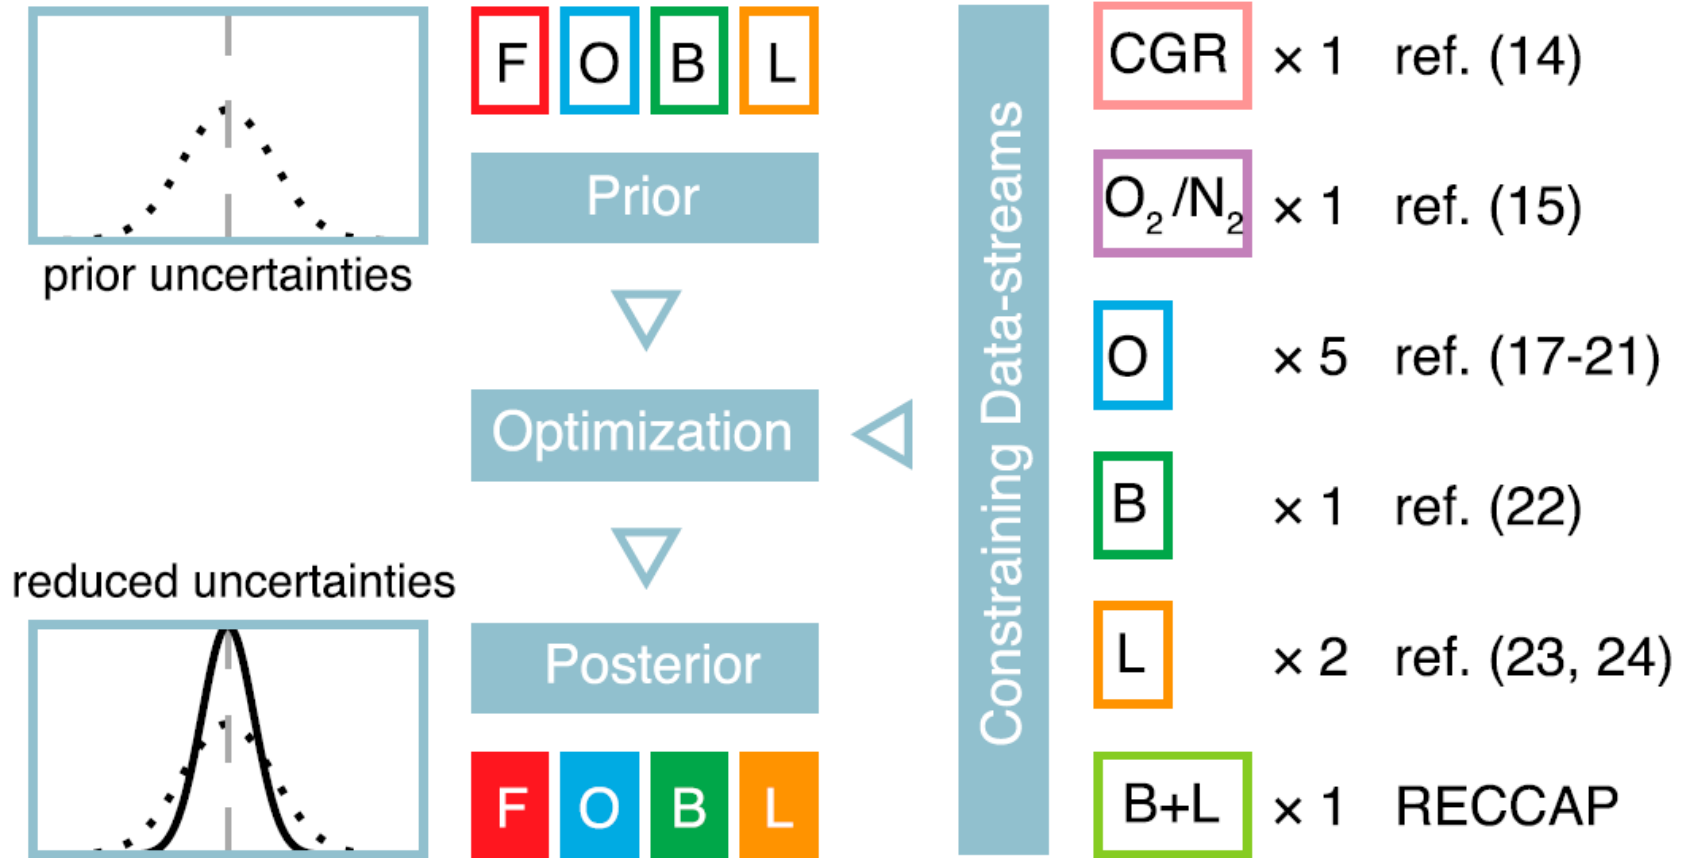 F O B L
Prior
prior uncertainties
Optimization
reduced uncertainties
Posterior
F O B L
Constraining Data-streams
CGR × 1 ref. (14)
O₂/N₂ × 1 ref. (15)
O × 5 ref. (17-21)
B × 1 ref. (22)
L × 2 ref. (23, 24)
B+L × 1 RECCAP